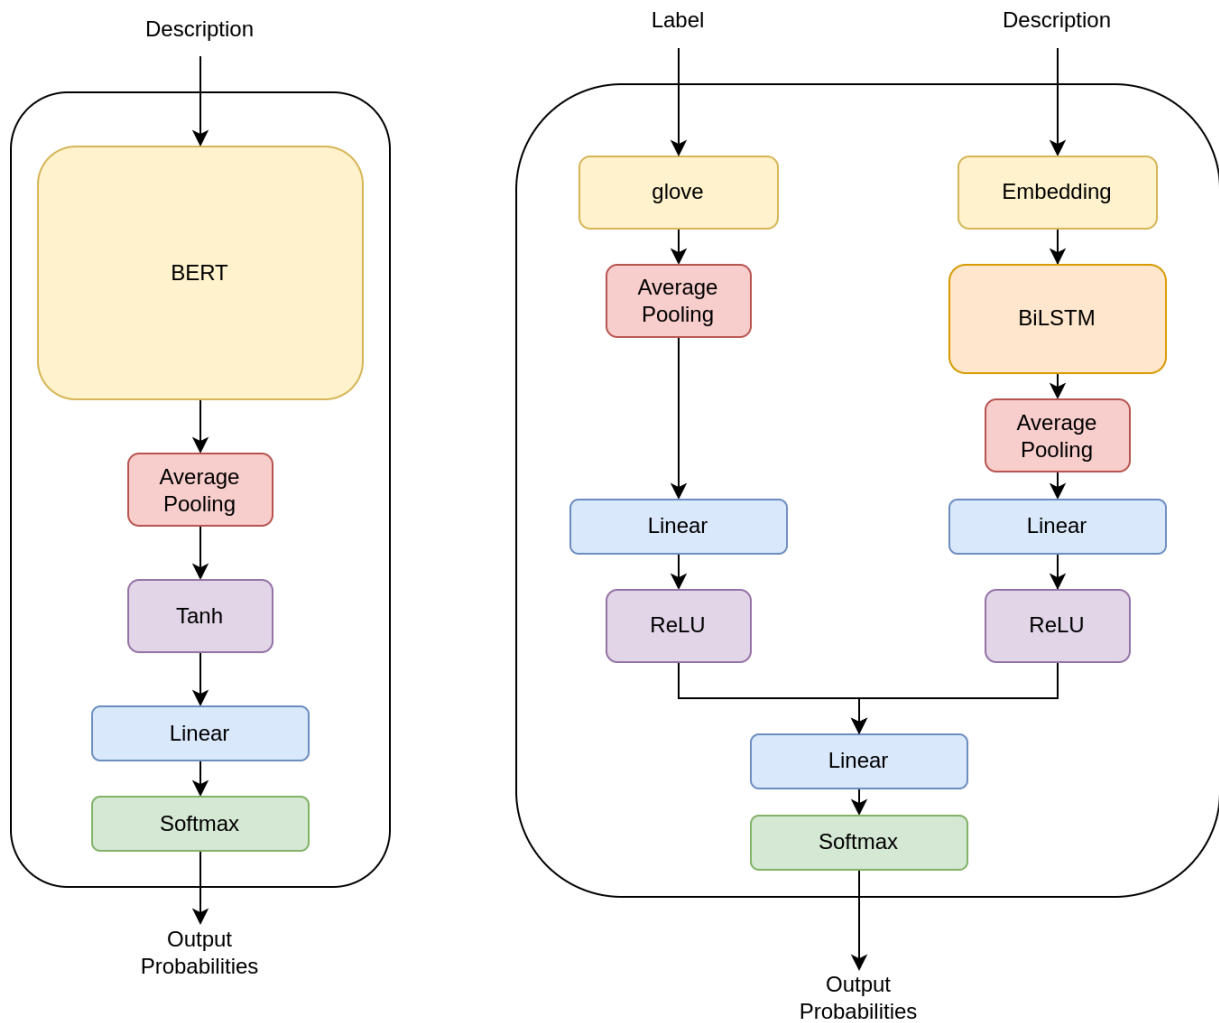 Description
BERT
Average
Pooling
Tanh
Linear
Softmax
Output
Probabilities
Label
Description
glove
Embedding
Average
Pooling
BiLSTM
Average
Pooling
Linear
Linear
ReLU
ReLU
Linear
Softmax
Output
Probabilities